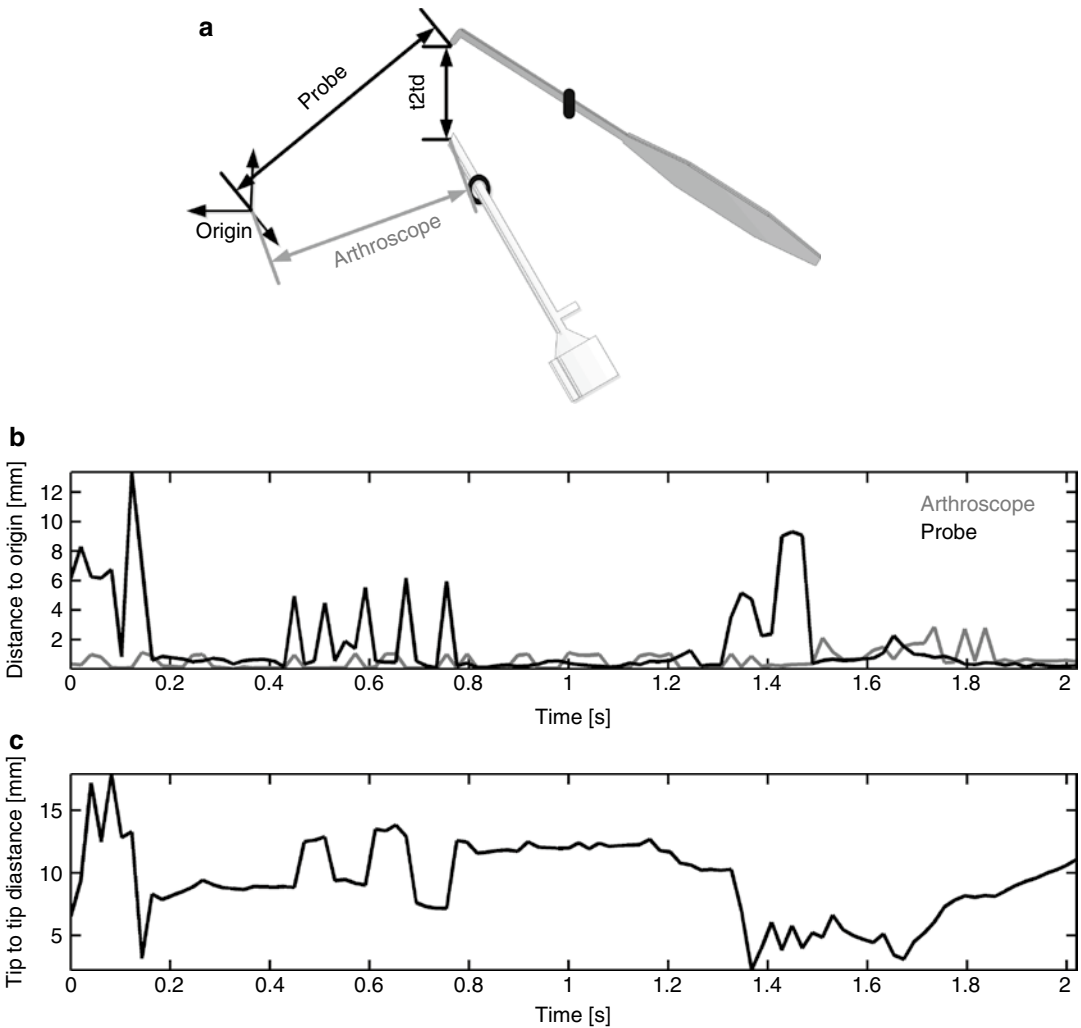 a
Probe
t2td
Origin
Arthroscope
b
Distance to origin [mm]
12
10
8
6
4
2
Arthroscope
Probe
0 0.2 0.4 0.6 0.8 1 1.2 1.4 1.6 1.8 2
Time [s]
c
Tip to tip diastance [mm]
15
10
5
0 0.2 0.4 0.6 0.8 1 1.2 1.4 1.6 1.8 2
Time [s]